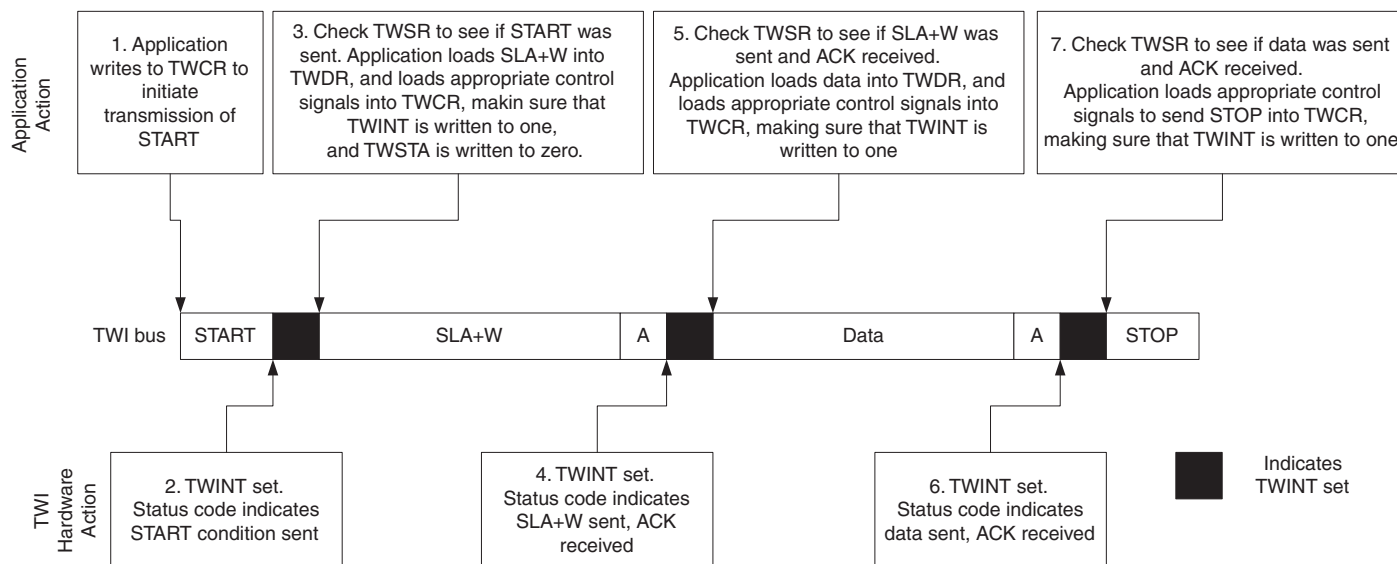 Application
Action
1. Application
writes to TWCR to
initiate
transmission of
START
3. Check TWSR to see if START was
sent. Application loads SLA+W into
TWDR, and loads appropriate control
signals into TWCR, makin sure that
TWINT is written to one,
and TWSTA is written to zero.
5. Check TWSR to see if SLA+W was
sent and ACK received.
Application loads data into TWDR, and
loads appropriate control signals into
TWCR, making sure that TWINT is
written to one
7. Check TWSR to see if data was sent
and ACK received.
Application loads appropriate control
signals to send STOP into TWCR,
making sure that TWINT is written to one
TWI bus
START
SLA+W
A
Data
A
STOP
TWI
Hardware
Action
2. TWINT set.
Status code indicates
START condition sent
4. TWINT set.
Status code indicates
SLA+W sent, ACK
received
6. TWINT set.
Status code indicates
data sent, ACK received
Indicates
TWINT set